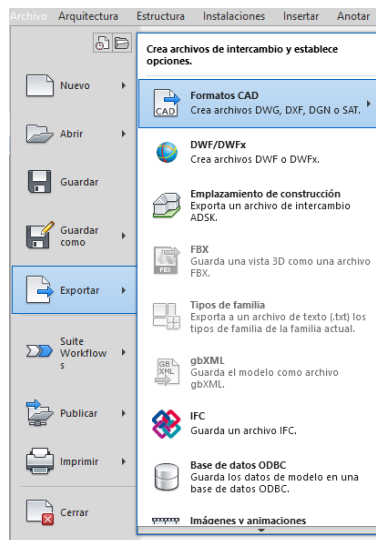 Archivo Arquitectura Estructura Instalaciones Insertar Anotar
Crea archivos de intercambio y establece
opciones.
Nuevo
Abrir
Guardar
Guardar
como
Exportar
Suite
Workflow
s
Publicar
Imprimir
Cerrar
CAD
Formatos CAD
Crea archivos DWG, DXF, DGN o SAT.
DWF/DWFx
Crea archivos DWF o DWFx.
Emplazamiento de construcción
Exporta un archivo de intercambio
ADSK.
FBX
FBX
Guarda una vista 3D como una archivo
FBX.
Tipos de familia
Exporta a un archivo de texto (.txt) los
tipos de familia de la familia actual.
GB
XML
gbXML
Guarda el modelo como archivo
gbXML.
IFC
Guarda un archivo IFC.
Base de datos ODBC
Guarda los datos de modelo en una
base de datos ODBC.
Imágenes y animaciones